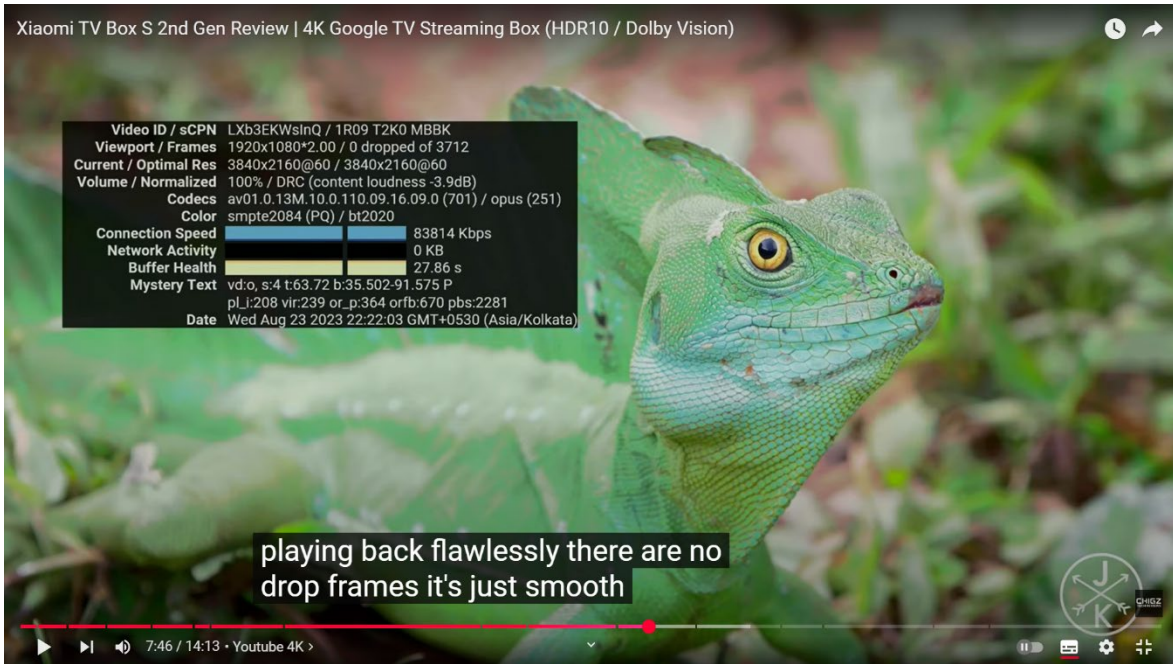 Xiaomi TV Box S 2nd Gen Review | 4K Google TV Streaming Box (HDR10 / Dolby Vision)
Video ID / sCPN LXb3EKWsInQ / 1R09 T2K0 MBBK
Viewport / Frames 1920x1080*2.00 / 0 dropped of 3712
Current / Optimal Res 3840x2160@60 / 3840x2160@60
Volume / Normalized 100% / DRC (content loudness -3.9dB)
Codecs av01.0.13M.10.0.110.09.16.09.0 (701) / opus (251)
Color smpte2084 (PQ) / bt2020
Connection Speed 83814 Kbps
Network Activity 0 KB
Buffer Health 27.86 s
Mystery Text vd:o, s:4 t:63.72 b:35.502-91.575 P
pl_i:208 vir:239 or_p:364 orfb:670 pbs:2281
Date Wed Aug 23 2023 22:22:03 GMT+0530 (Asia/Kolkata)
playing back flawlessly there are no
drop frames it's just smooth
J
K
CHIGZ
7:46 / 14:13 • Youtube 4K >